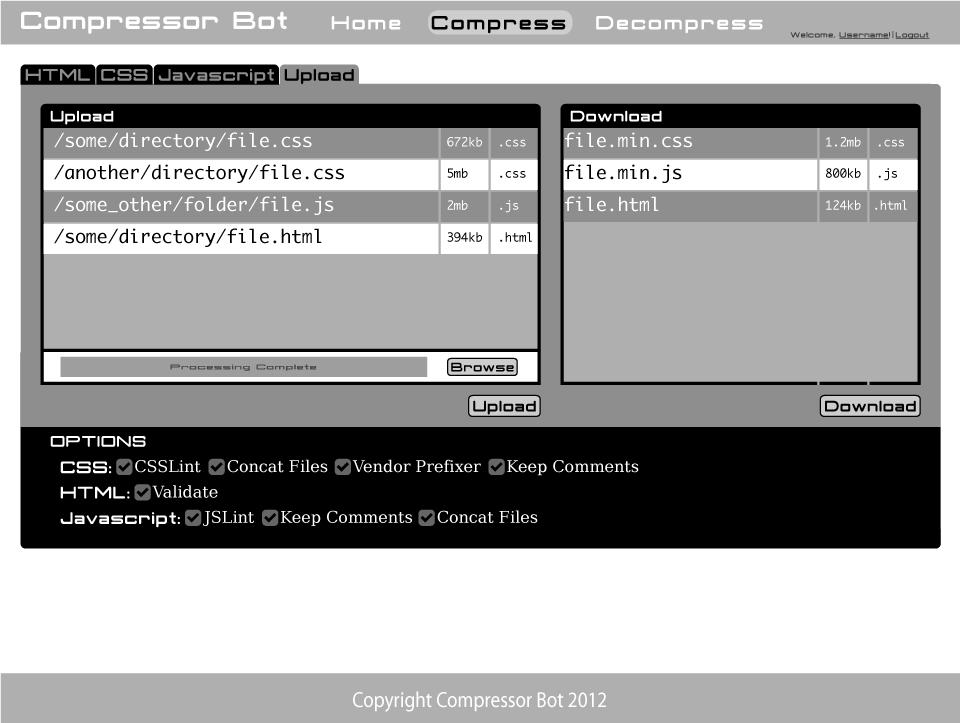 Compressor Bot Home Compress Decompress
Welcome, Username!|Logout
HTML CSS Javascript Upload
Upload
/some/directory/file.css 672kb .css
/another/directory/file.css 5mb .css
/some_other/folder/file.js 2mb .js
/some/directory/file.html 394kb .html
Processing Complete Browse
Upload
Download
file.min.css 1.2mb .css
file.min.js 800kb .js
file.html 124kb .html
Download
OPTIONS
CSS: CSSLint Concat Files Vendor Prefixer Keep Comments
HTML: Validate
Javascript: JSLint Keep Comments Concat Files
Copyright Compressor Bot 2012